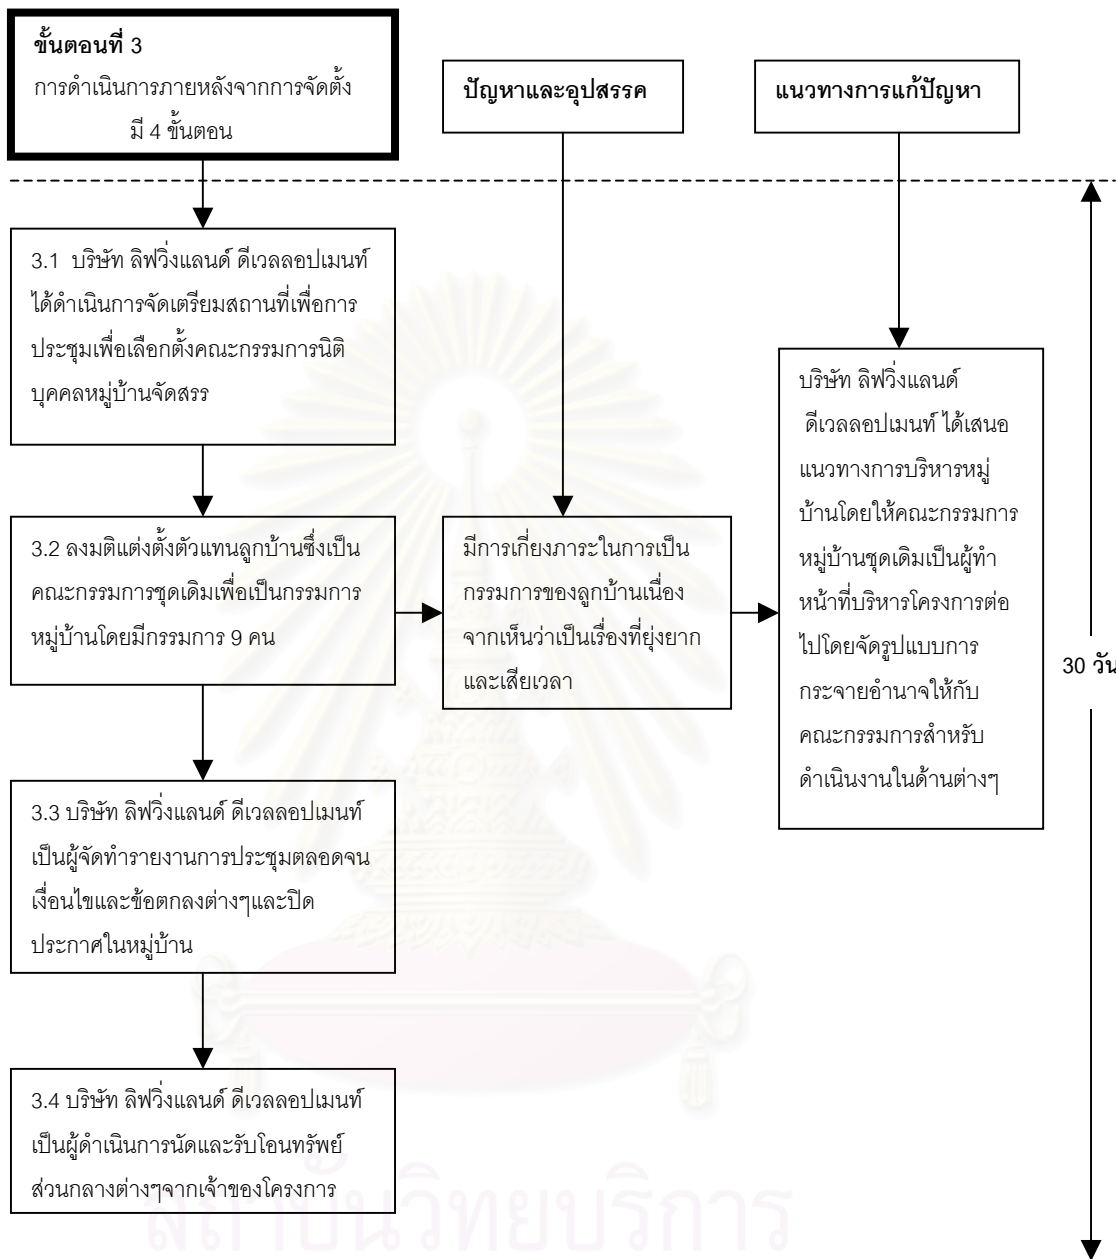 ขั้นตอนที่ 3
การดำเนินการภายหลังจากการจัดตั้ง
มี 4 ขั้นตอน
ปัญหาและอุปสรรค
แนวทางการแก้ปัญหา
3.1 บริษัท ลิฟวิ่งแลนด์ ดีเวลลอปเมนท์
ได้ดำเนินการจัดเตรียมสถานที่เพื่อการ
ประชุมเพื่อเลือกตั้งคณะกรรมการนิติ
บุคคลหมู่บ้านจัดสรร
3.2 ลงมติแต่งตั้งตัวแทนลูกบ้านซึ่งเป็น
คณะกรรมการชุดเดิมเพื่อเป็นกรรมการ
หมู่บ้านโดยมีกรรมการ 9 คน
มีการเกี่ยงภาระในการเป็น
กรรมการของลูกบ้านเนื่อง
จากเห็นว่าเป็นเรื่องที่ยุ่งยาก
และเสียเวลา
บริษัท ลิฟวิ่งแลนด์
ดีเวลลอปเมนท์ ได้เสนอ
แนวทางการบริหารหมู่
บ้านโดยให้คณะกรรมการ
หมู่บ้านชุดเดิมเป็นผู้ทำ
หน้าที่บริหารโครงการต่อ
ไปโดยจัดรูปแบบการ
กระจายอำนาจให้กับ
คณะกรรมการสำหรับ
ดำเนินงานในด้านต่างๆ
30 วัน
3.3 บริษัท ลิฟวิ่งแลนด์ ดีเวลลอปเมนท์
เป็นผู้จัดทำรายงานการประชุมตลอดจน
เงื่อนไขและข้อตกลงต่างๆและปิด
ประกาศในหมู่บ้าน
3.4 บริษัท ลิฟวิ่งแลนด์ ดีเวลลอปเมนท์
เป็นผู้ดำเนินการนัดและรับโอนทรัพย์
ส่วนกลางต่างๆจากเจ้าของโครงการ
สถาบันวิทยบริการ